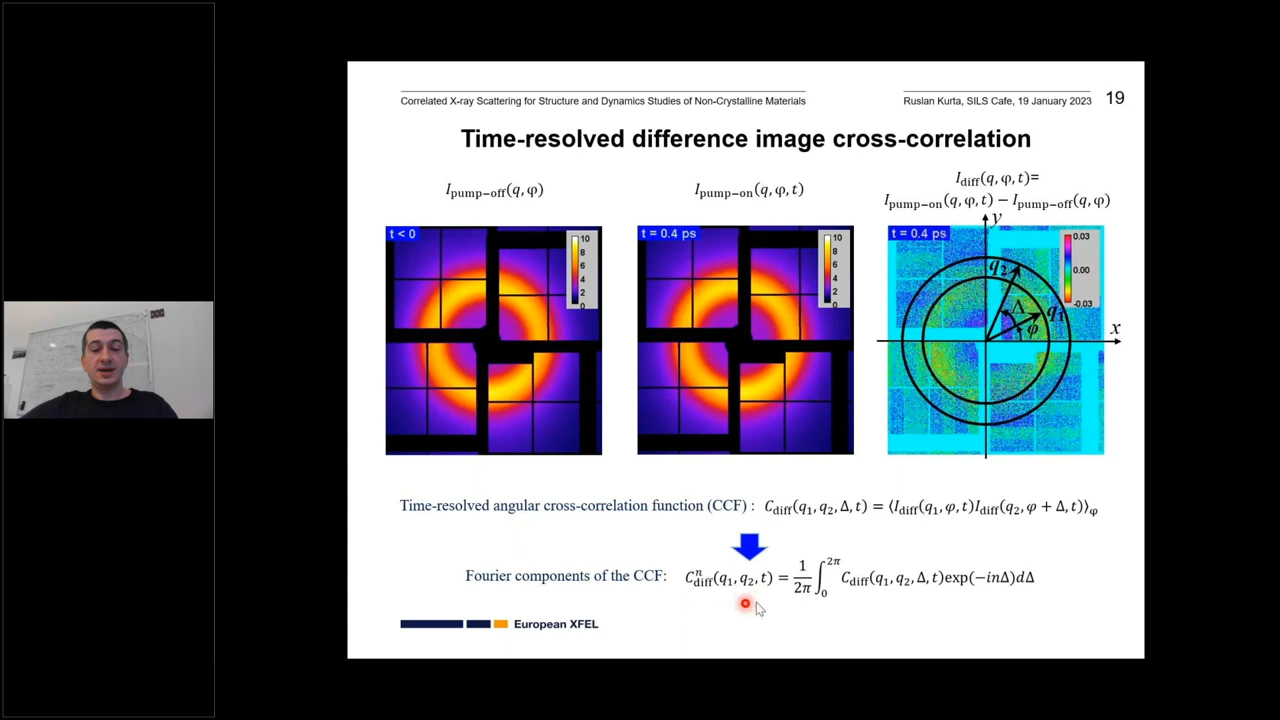 Correlated X-ray Scattering for Structure and Dynamics Studies of Non-Crystalline Materials
Ruslan Kurta, SILS Cafe, 19 January 2023 19
Time-resolved difference image cross-correlation
I_pump−off(q, φ)
I_pump−on(q, φ, t)
I_diff(q, φ, t)=
I_pump−on(q, φ, t) − I_pump−off(q, φ)
t < 0
10
8
6
4
2
0
t = 0.4 ps
10
8
6
4
2
0
t = 0.4 ps
0.03
0.00
-0.03
y
q₂
Δ
q₁
φ
x
Time-resolved angular cross-correlation function (CCF) : C_diff(q₁, q₂, Δ, t) = ⟨I_diff(q₁, φ, t)I_diff(q₂, φ + Δ, t)⟩_φ
Fourier components of the CCF: C^n_diff(q₁, q₂, t) = 1/2π ∫₀^2π C_diff(q₁, q₂, Δ, t)exp(−inΔ)dΔ
European XFEL